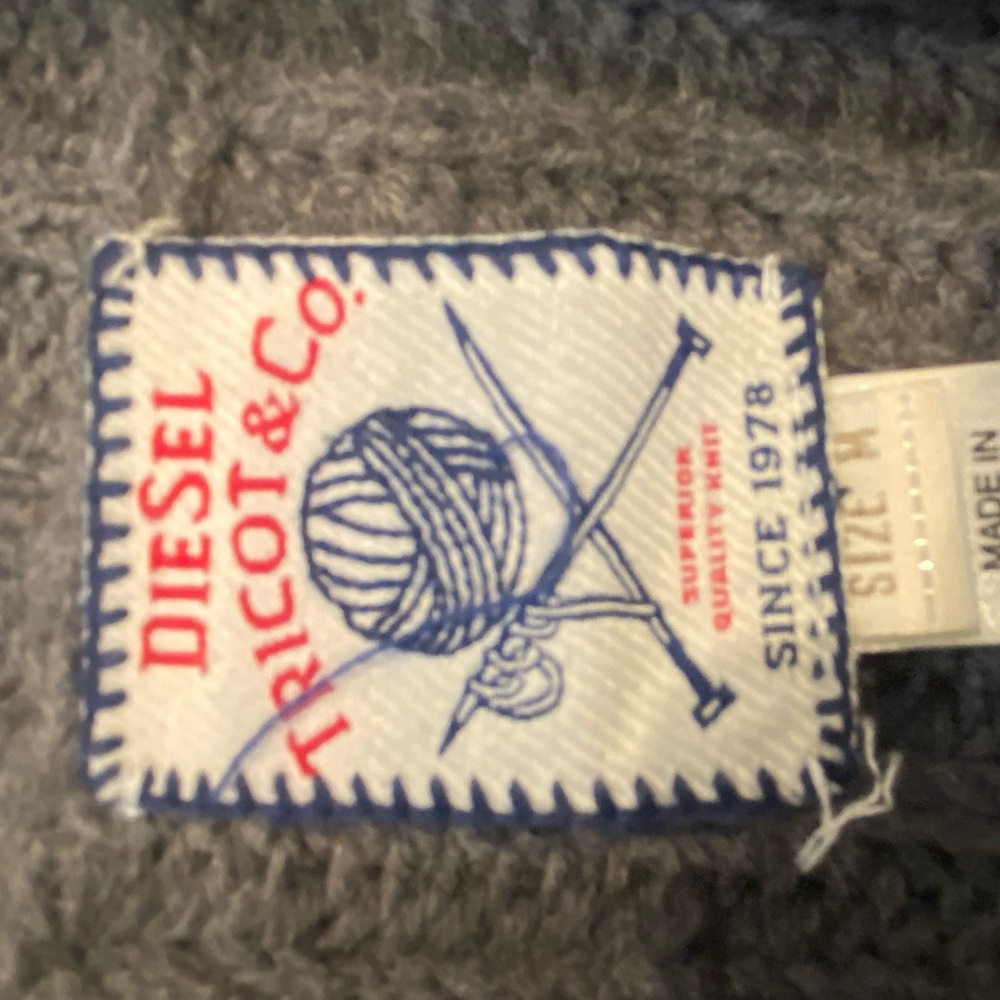 DIESEL
TRICOT & CO.
SUPERIOR
QUALITY KNIT
SINCE 1978
SIZE M
MADE IN